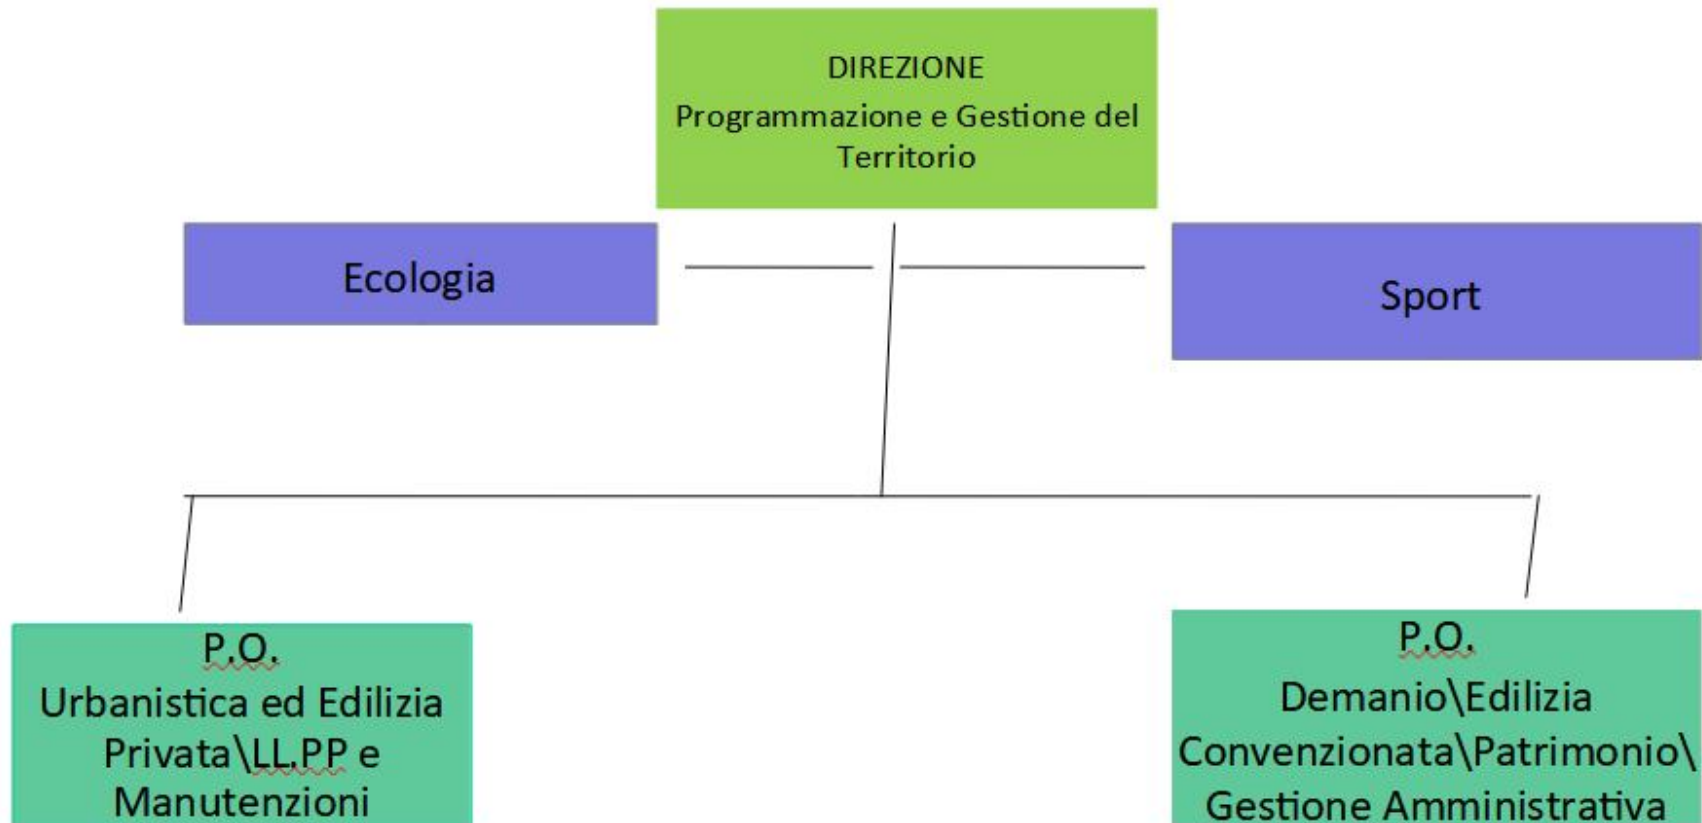 DIREZIONE
Programmazione e Gestione del
Territorio
Ecologia
Sport
P.O.
Urbanistica ed Edilizia
Privata\LL.PP e
Manutenzioni
P.O.
Demanio\Edilizia
Convenzionata\Patrimonio\
Gestione Amministrativa